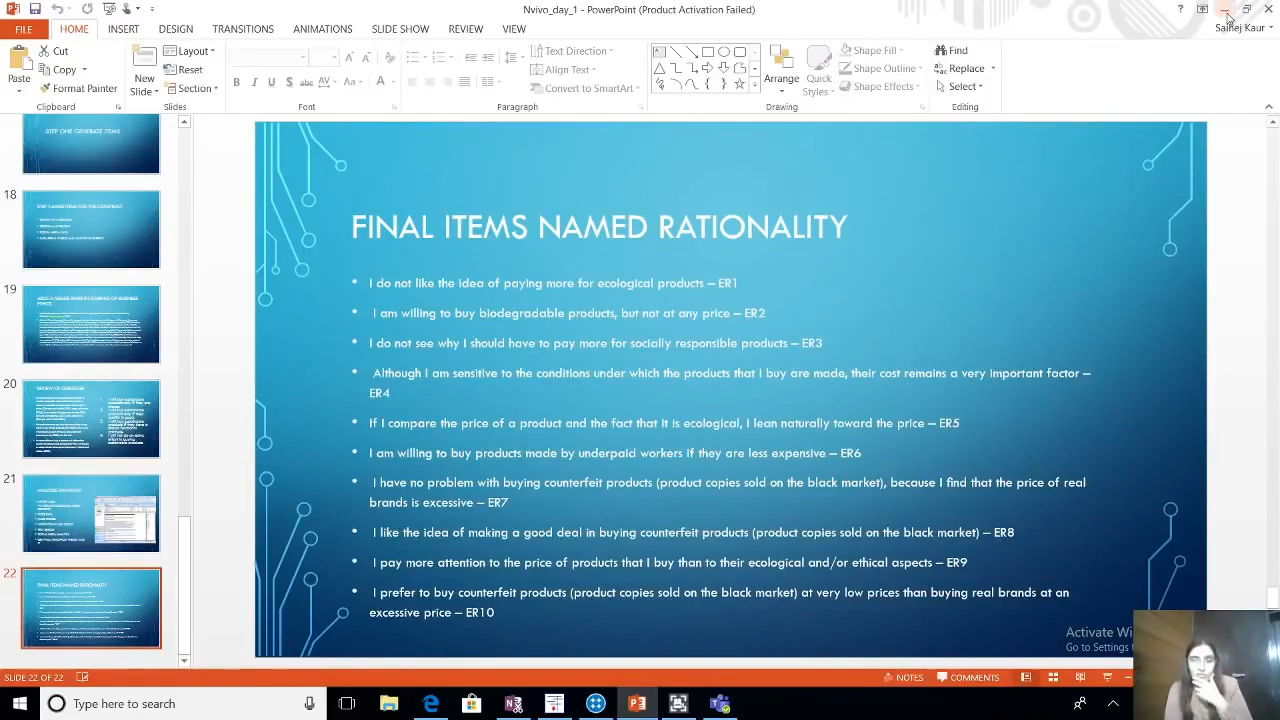 Nvivo_day_1 - PowerPoint (Product Activation Failed)
FILE HOME INSERT DESIGN TRANSITIONS ANIMATIONS SLIDE SHOW REVIEW VIEW
Paste
Cut
Copy
Format Painter
Clipboard
New Slide
Layout
Reset
Section
Slides
Font
Text Direction
Align Text
Convert to SmartArt
Paragraph
Arrange
Quick Styles
Shape Fill
Shape Outline
Shape Effects
Drawing
Find
Replace
Select
Editing
STEP ONE GENERATE ITEMS
18
19
20
REVIEW OF LITERATURE
21
22
FINAL ITEMS NAMED RATIONALITY
FINAL ITEMS NAMED RATIONALITY
• I do not like the idea of paying more for ecological products – ER1
• I am willing to buy biodegradable products, but not at any price – ER2
• I do not see why I should have to pay more for socially responsible products – ER3
• Although I am sensitive to the conditions under which the products that I buy are made, their cost remains a very important factor –
ER4
• If I compare the price of a product and the fact that it is ecological, I lean naturally toward the price – ER5
• I am willing to buy products made by underpaid workers if they are less expensive – ER6
• I have no problem with buying counterfeit products (product copies sold on the black market), because I find that the price of real
brands is excessive – ER7
• I like the idea of making a good deal in buying counterfeit products (product copies sold on the black market) – ER8
• I pay more attention to the price of products that I buy than to their ecological and/or ethical aspects – ER9
• I prefer to buy counterfeit products (product copies sold on the black market) at very low prices than buying real brands at an
excessive price – ER10
Activate Wi
Go to Settings t
SLIDE 22 OF 22
NOTES COMMENTS
Type here to search